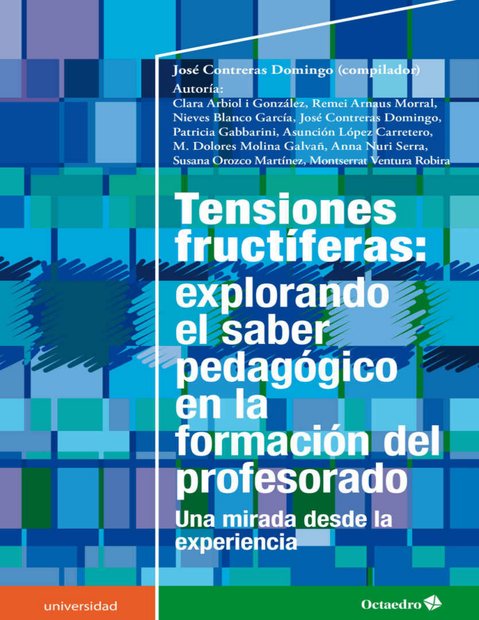 José Contreras Domingo (compilador)
Autoría:
Clara Arbiol i González, Remei Arnaus Morral,
Nieves Blanco García, José Contreras Domingo,
Patricia Gabbarini, Asunción López Carretero,
M. Dolores Molina Galvañ, Anna Nuri Serra,
Susana Orozco Martínez, Montserrat Ventura Robira
Tensiones
fructíferas:
explorando
el saber
pedagógico
en la
formación del
profesorado
Una mirada desde la
experiencia
universidad
Octaedro